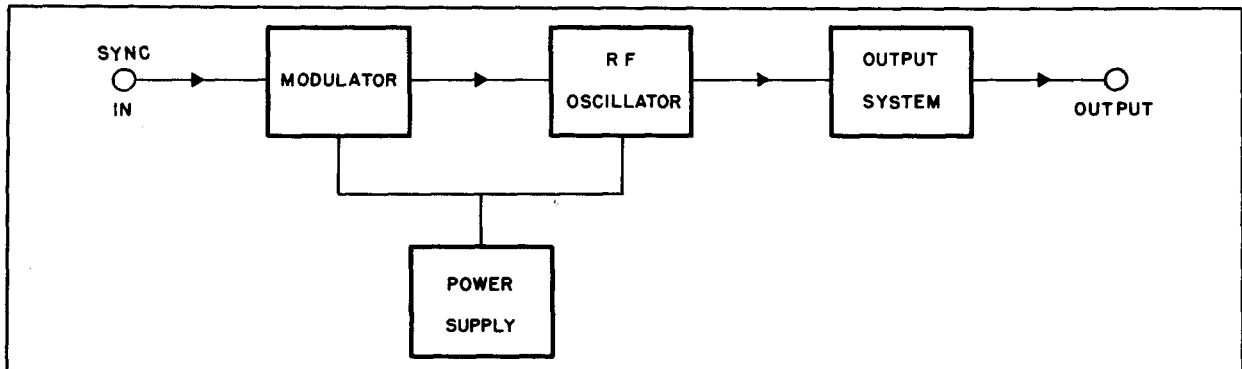 SYNC
IN
MODULATOR
R F
OSCILLATOR
OUTPUT
SYSTEM
OUTPUT
POWER
SUPPLY